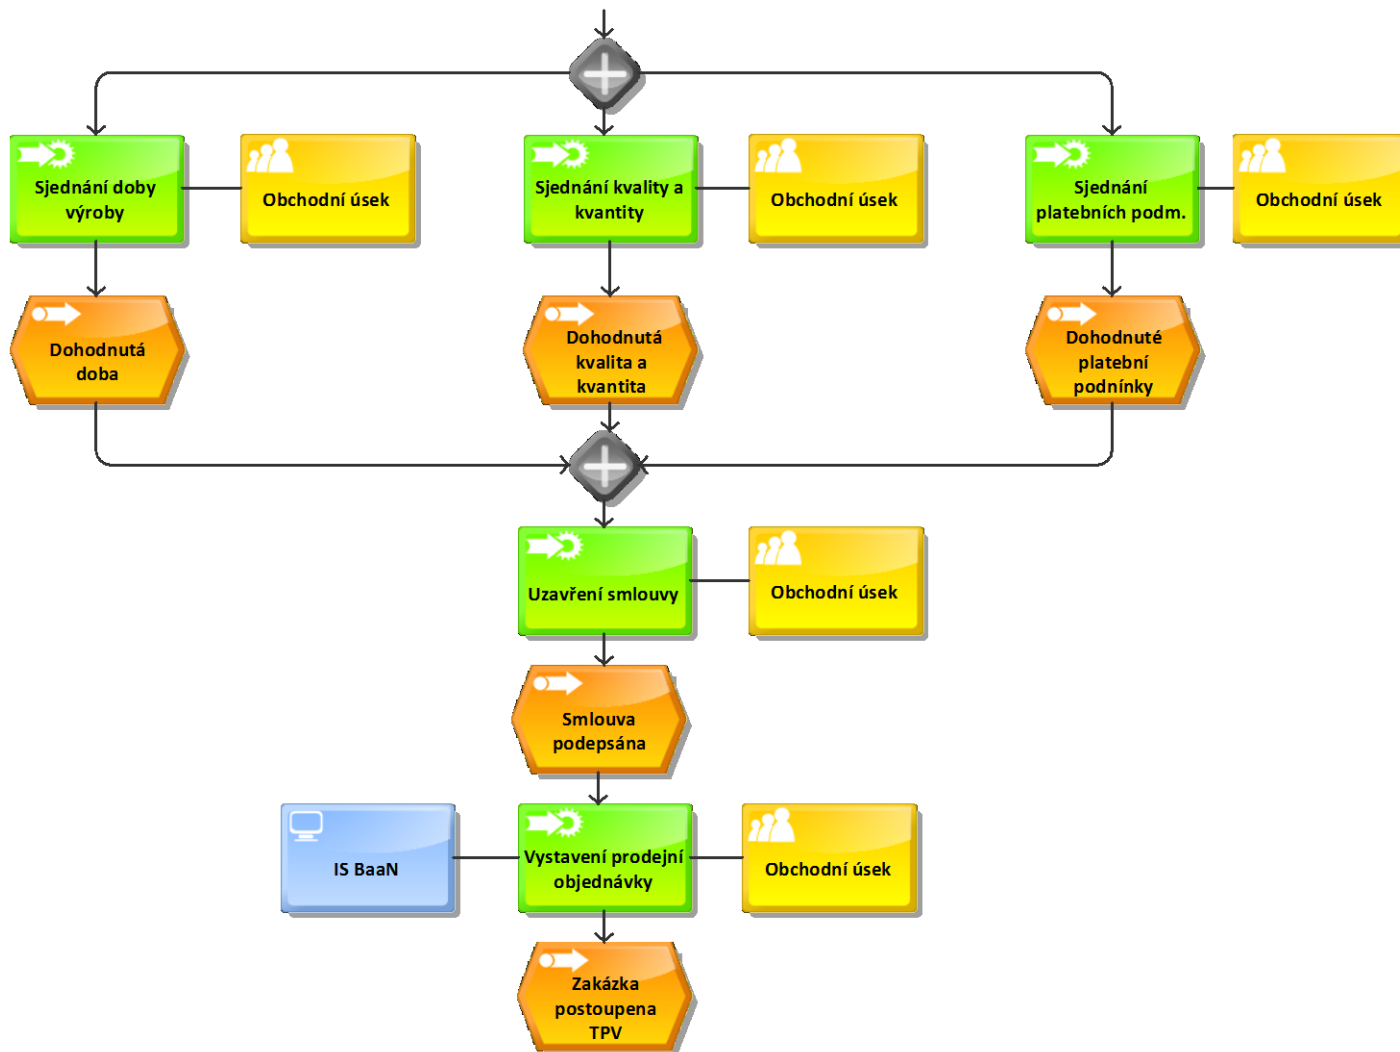 Sjednání doby
výroby
Obchodní úsek
Sjednání kvality a
kvantity
Obchodní úsek
Sjednání
platebních podm.
Obchodní úsek
Dohodnutá
doba
Dohodnutá
kvalita a
kvantita
Dohodnuté
platební
podnínky
Uzavření smlouvy
Obchodní úsek
Smlouva
podepsána
IS BaaN
Vystavení prodejní
objednávky
Obchodní úsek
Zakázka
postoupena
TPV